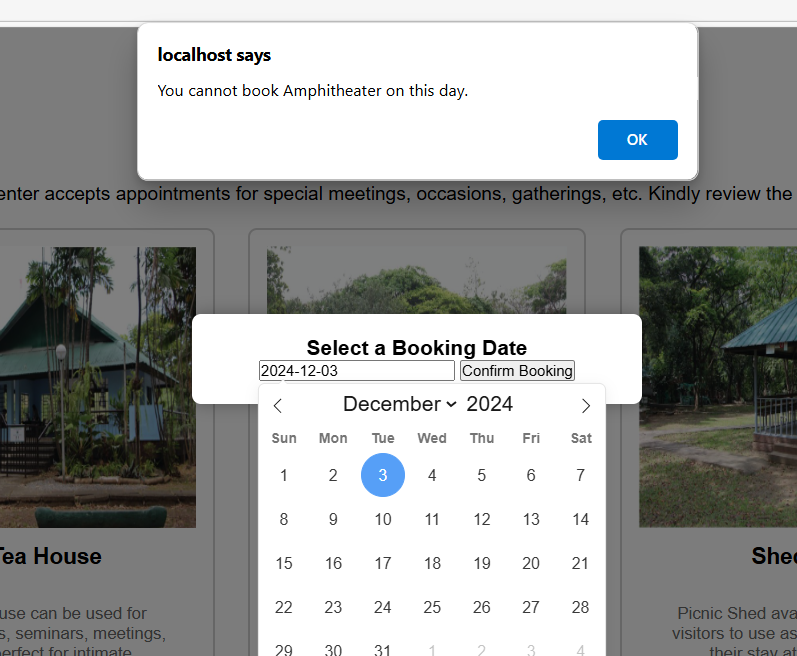 localhost says
You cannot book Amphitheater on this day.
OK
enter accepts appointments for special meetings, occasions, gatherings, etc. Kindly review the
Select a Booking Date
2024-12-03 Confirm Booking
December 2024
Sun Mon Tue Wed Thu Fri Sat
1 2 3 4 5 6 7
8 9 10 11 12 13 14
15 16 17 18 19 20 21
22 23 24 25 26 27 28
29 30 31 1 2 3 4
Tea House
use can be used for
s, seminars, meetings,
perfect for intimate
Shed
Picnic Shed ava
visitors to use as
their stay at